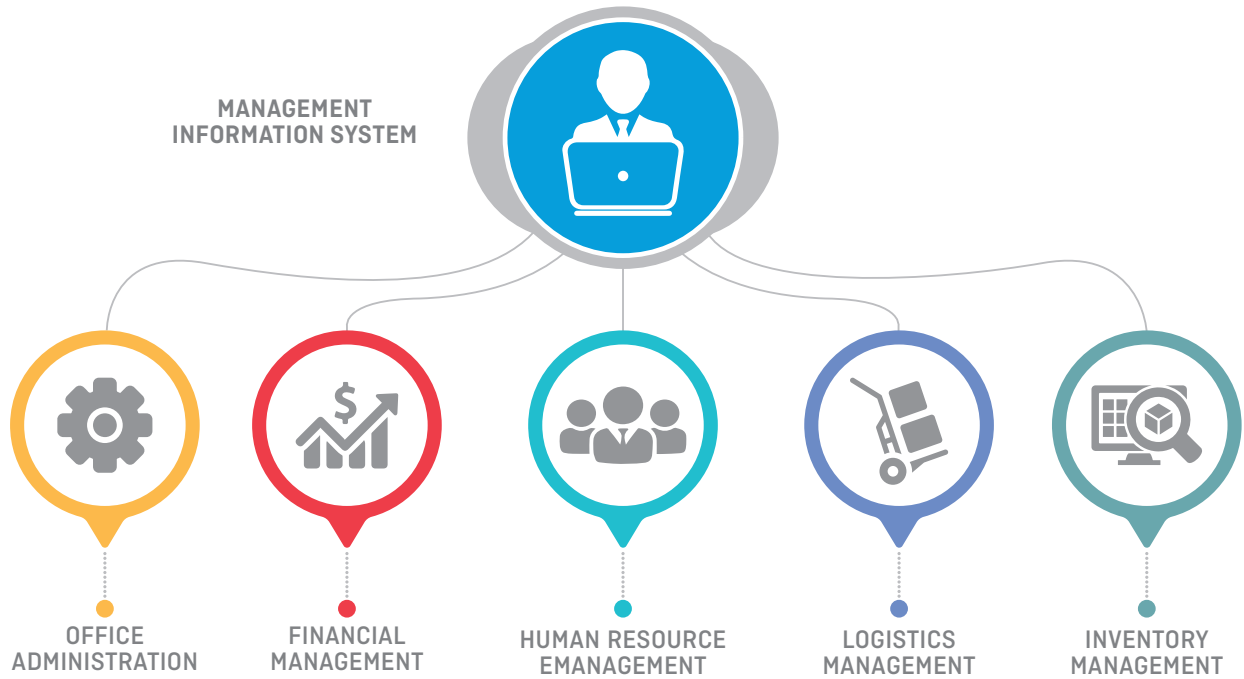 MANAGEMENT
INFORMATION SYSTEM
$
OFFICE
ADMINISTRATION
FINANCIAL
MANAGEMENT
HUMAN RESOURCE
EMANAGEMENT
LOGISTICS
MANAGEMENT
INVENTORY
MANAGEMENT